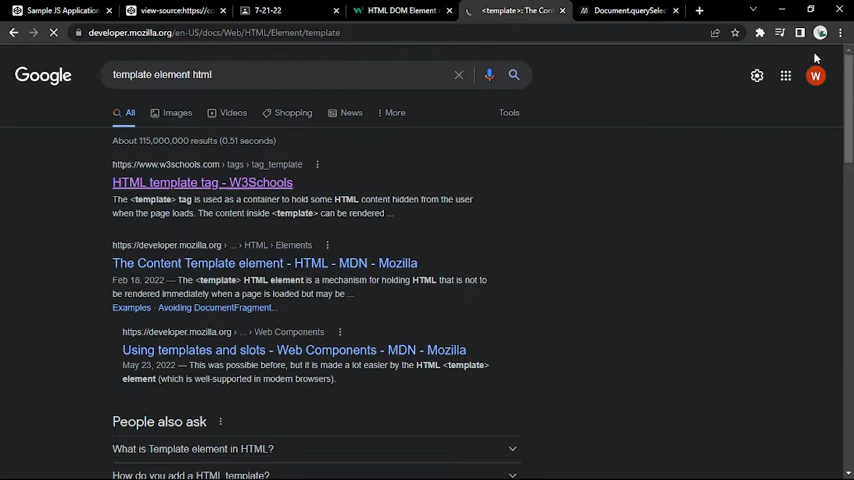 Sample JS Application
view-source:https://cc
7-21-22
HTML DOM Element r
<template>: The Cont
Document.querySelec
developer.mozilla.org/en-US/docs/Web/HTML/Element/template
Google
template element html
W
All
Images
Videos
Shopping
News
More
Tools
About 115,000,000 results (0.51 seconds)
https://www.w3schools.com › tags › tag_template
HTML template tag - W3Schools
The <template> tag is used as a container to hold some HTML content hidden from the user
when the page loads. The content inside <template> can be rendered ...
https://developer.mozilla.org › ... › HTML › Elements
The Content Template element - HTML - MDN - Mozilla
Feb 18, 2022 — The <template> HTML element is a mechanism for holding HTML that is not to
be rendered immediately when a page is loaded but may be ...
Examples · Avoiding DocumentFragment...
https://developer.mozilla.org › ... › Web Components
Using templates and slots - Web Components - MDN - Mozilla
May 23, 2022 — This was possible before, but it is made a lot easier by the HTML <template>
element (which is well-supported in modern browsers).
People also ask
What is Template element in HTML?
How do you add a HTML template?